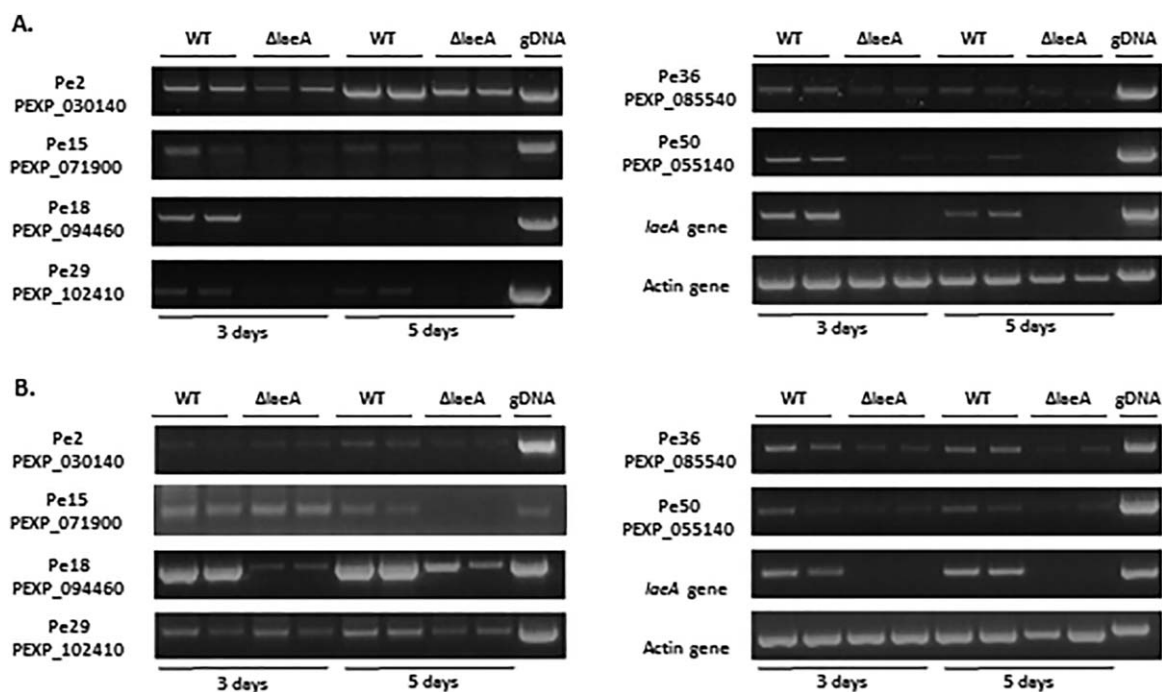 A.
WT ΔlaeA WT ΔlaeA gDNA
Pe2
PEXP_030140
Pe15
PEXP_071900
Pe18
PEXP_094460
Pe29
PEXP_102410
3 days 5 days
WT ΔlaeA WT ΔlaeA gDNA
Pe36
PEXP_085540
Pe50
PEXP_055140
laeA gene
Actin gene
3 days 5 days
B.
WT ΔlaeA WT ΔlaeA gDNA
Pe2
PEXP_030140
Pe15
PEXP_071900
Pe18
PEXP_094460
Pe29
PEXP_102410
3 days 5 days
WT ΔlaeA WT ΔlaeA gDNA
Pe36
PEXP_085540
Pe50
PEXP_055140
laeA gene
Actin gene
3 days 5 days